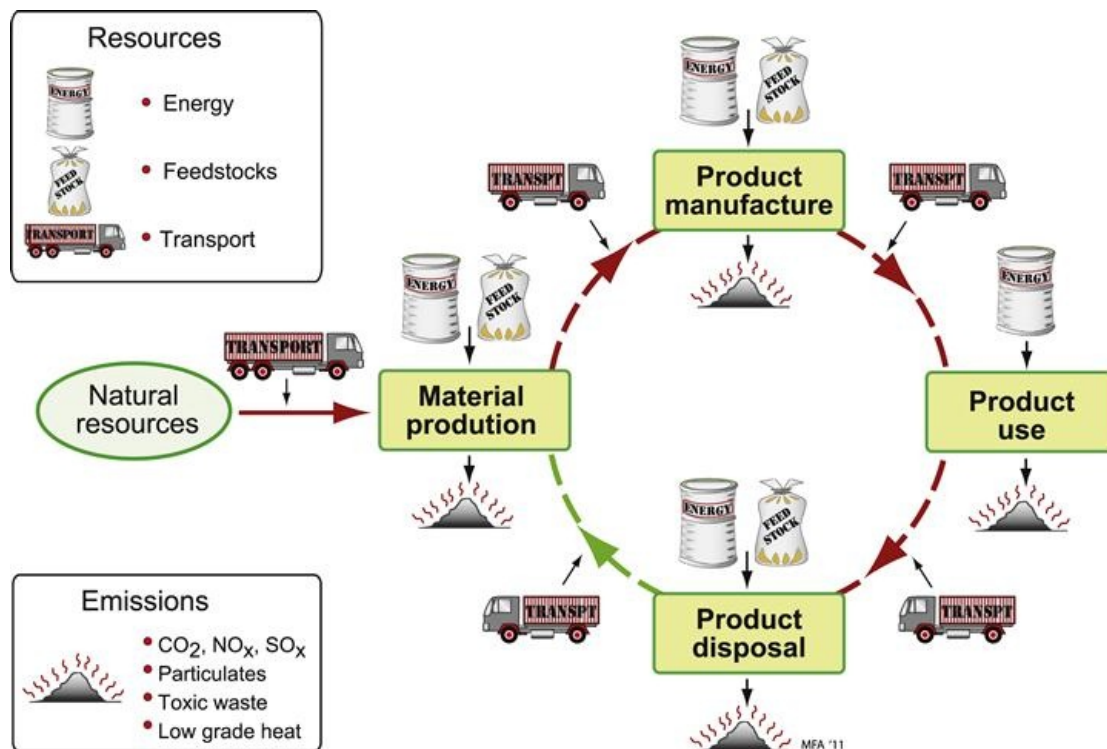 Resources
ENERGY
• Energy
FEED
STOCK
• Feedstocks
TRANSPORT
• Transport
ENERGY
FEED
STOCK
TRANSPT
Product
manufacture
TRANSPT
ENERGY
FEED
STOCK
ENERGY
TRANSPORT
Natural
resources
Material
prodution
Product
use
ENERGY
FEED
STOCK
TRANSPT
Product
disposal
TRANSPT
Emissions
• CO₂, NOₓ, SOₓ
• Particulates
• Toxic waste
• Low grade heat
MFA '11